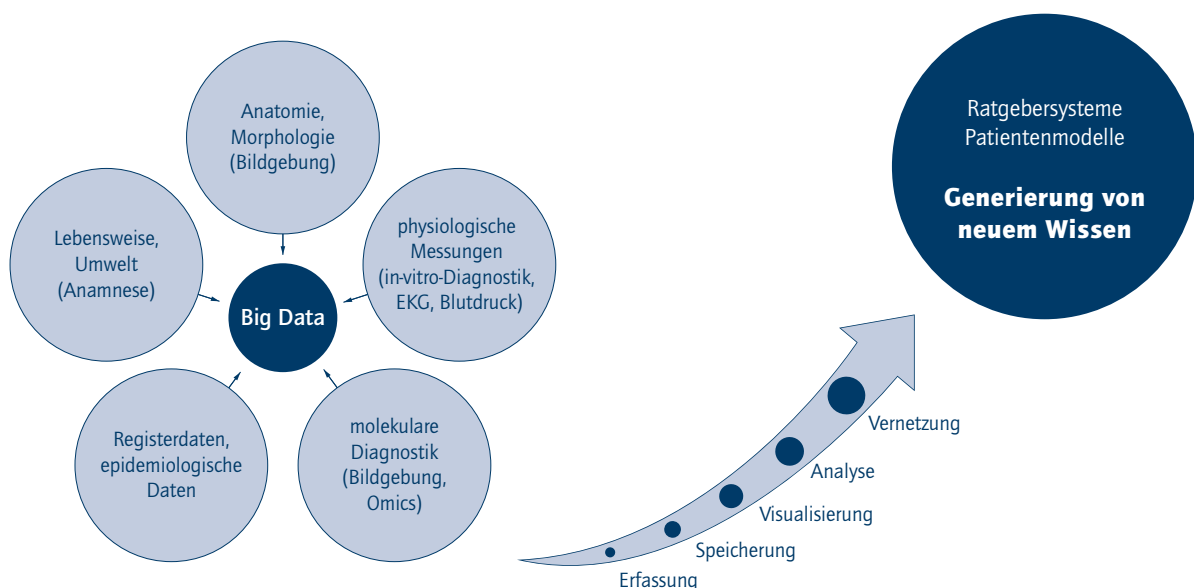 Anatomie,
Morphologie
(Bildgebung)
Lebensweise,
Umwelt
(Anamnese)
physiologische
Messungen
(in-vitro-Diagnostik,
EKG, Blutdruck)
Big Data
Registerdaten,
epidemiologische
Daten
molekulare
Diagnostik
(Bildgebung,
Omics)
Erfassung
Speicherung
Visualisierung
Analyse
Vernetzung
Ratgebersysteme
Patientenmodelle
Generierung von
neuem Wissen